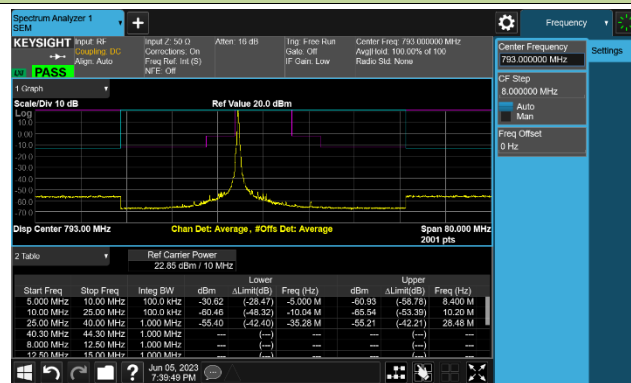 Spectrum Analyzer 1
SEM
+
Frequency
KEYSIGHT
Input: RF
Coupling: DC
Align: Auto
Input Z: 50 Ω
Corrections: On
Freq Ref: Int (S)
NFE: Off
Atten: 16 dB
Trig: Free Run
Gate: Off
IF Gain: Low
Center Freq: 793.000000 MHz
Avg|Hold: 100.00% of 100
Radio Std: None
PASS
Center Frequency
793.000000 MHz
Settings
CF Step
8.000000 MHz
Auto
Man
Freq Offset
0 Hz
1 Graph
Scale/Div 10 dB
Ref Value 20.0 dBm
Log
10.0
0.00
-10.0
-20.0
-30.0
-40.0
-50.0
-60.0
-70.0
Disp Center 793.00 MHz
Chan Det: Average, #Offs Det: Average
Span 80.000 MHz
2001 pts
2 Table
Ref Carrier Power
22.85 dBm / 10 MHz
Lower Upper
Start Freq Stop Freq Integ BW dBm ΔLimit(dB) Freq (Hz) dBm ΔLimit(dB) Freq (Hz)
5.000 MHz 10.00 MHz 100.0 kHz -30.62 (-28.47) -5.000 M -60.93 (-58.78) 8.400 M
10.00 MHz 25.00 MHz 100.0 kHz -60.46 (-48.32) -10.04 M -65.54 (-53.39) 10.20 M
25.00 MHz 40.00 MHz 1.000 MHz -55.40 (-42.40) -35.28 M -55.21 (-42.21) 28.48 M
40.30 MHz 44.30 MHz 1.000 MHz --- (---) --- --- (---) ---
8.000 MHz 12.50 MHz 1.000 MHz --- (---) --- --- (---) ---
12.50 MHz 15.00 MHz 1.000 MHz --- (---) --- --- (---) ---
?
Jun 05, 2023
7:39:49 PM